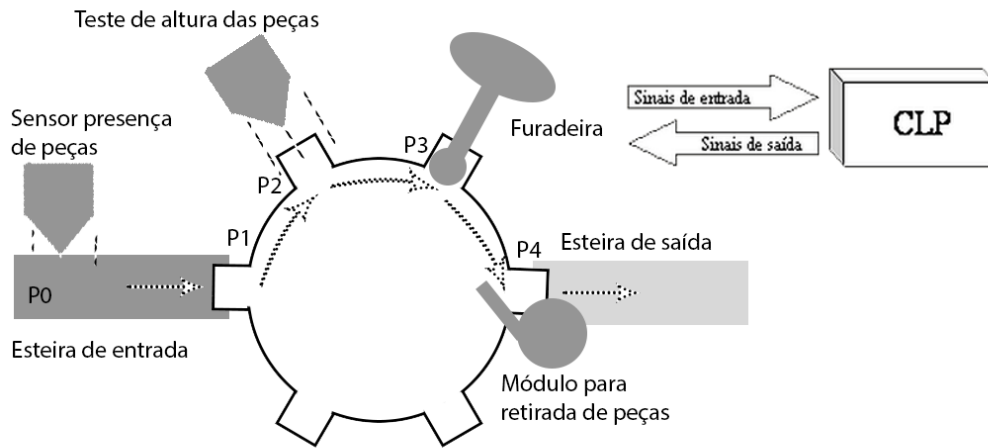 Teste de altura das peças
Sensor presença
de peças
P3
Furadeira
Sinais de entrada
Sinais de saída
CLP
P2
P1
P4
Esteira de saída
P0
Esteira de entrada
Módulo para
retirada de peças